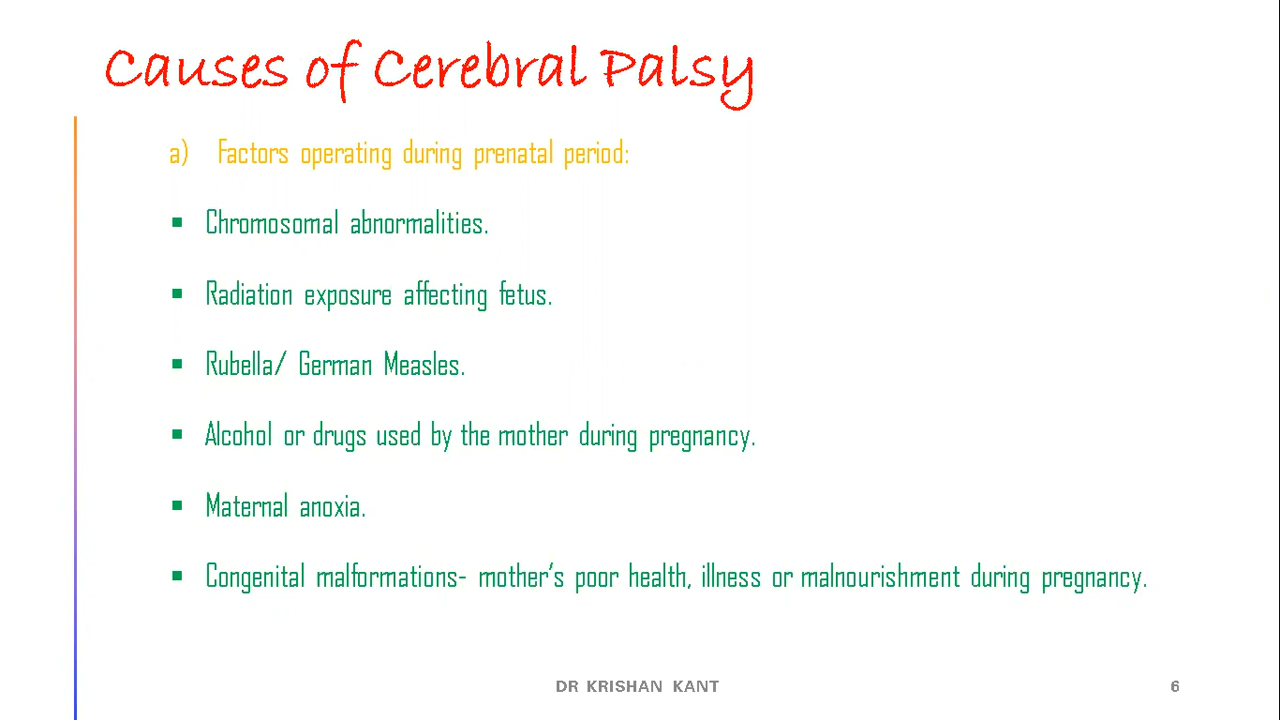 Causes of Cerebral Palsy
a) Factors operating during prenatal period:
▪ Chromosomal abnormalities.
▪ Radiation exposure affecting fetus.
▪ Rubella/ German Measles.
▪ Alcohol or drugs used by the mother during pregnancy.
▪ Maternal anoxia.
▪ Congenital malformations- mother's poor health, illness or malnourishment during pregnancy.
DR KRISHAN KANT
6